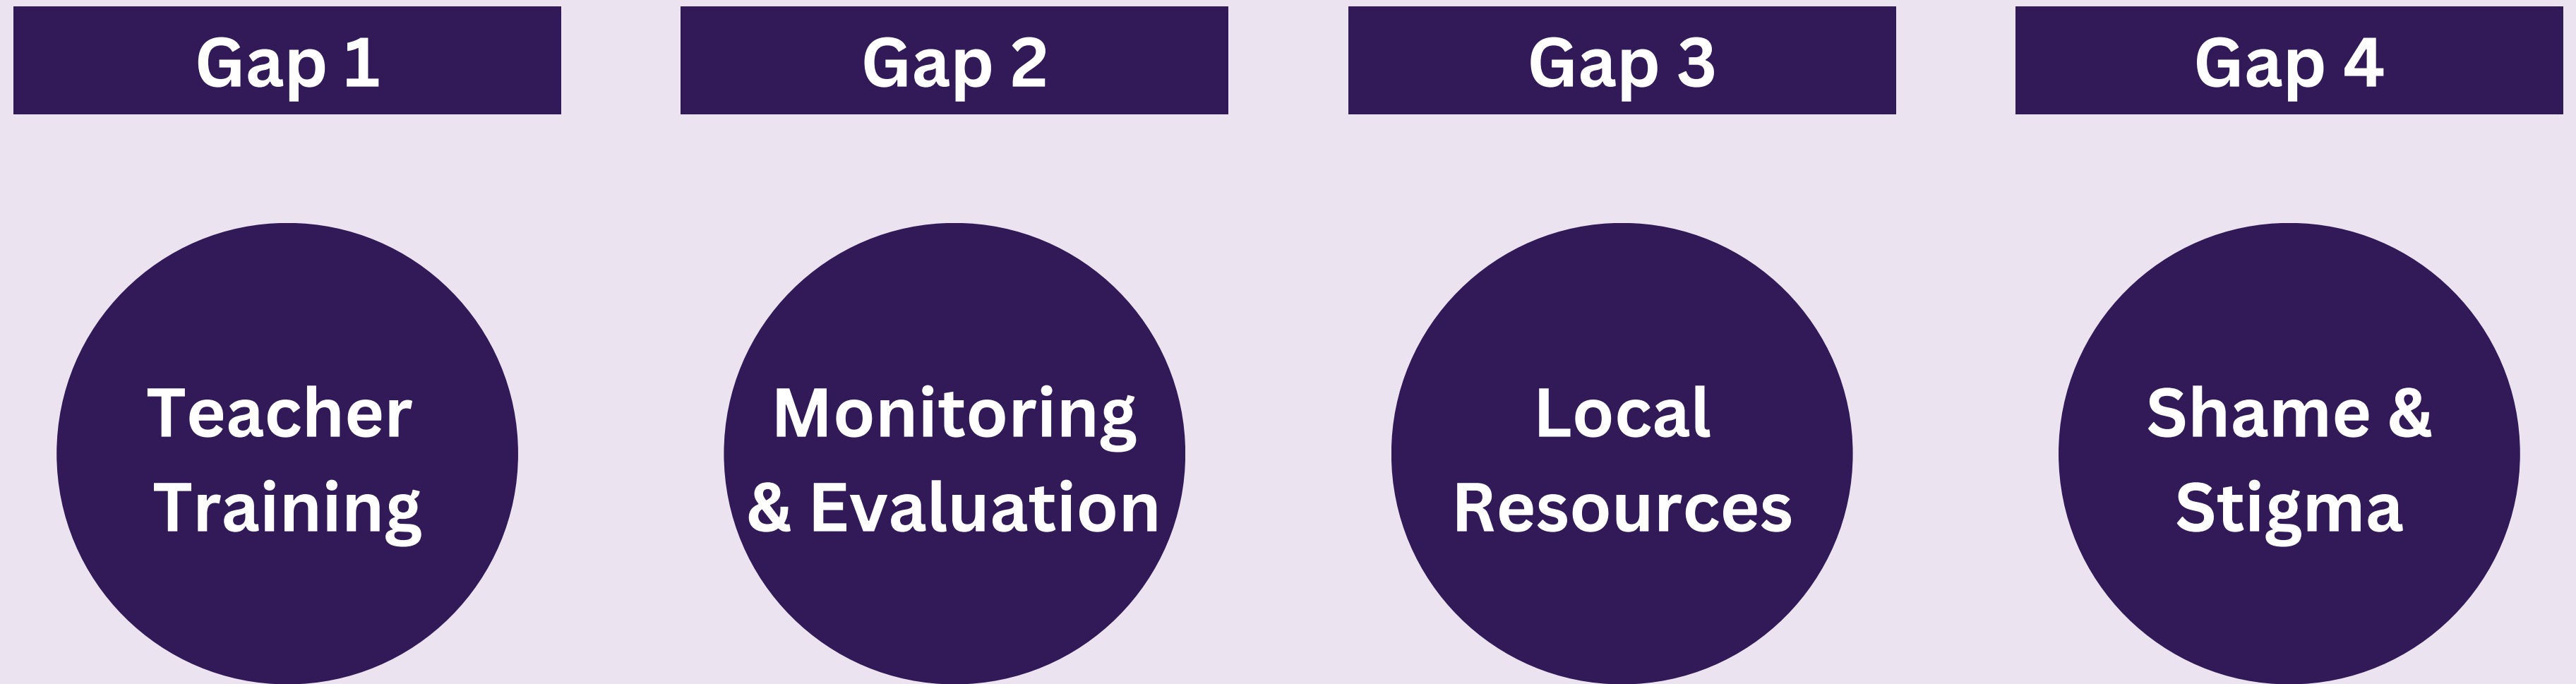 Gap 1
Teacher
Training
Gap 2
Monitoring
& Evaluation
Gap 3
Local
Resources
Gap 4
Shame &
Stigma